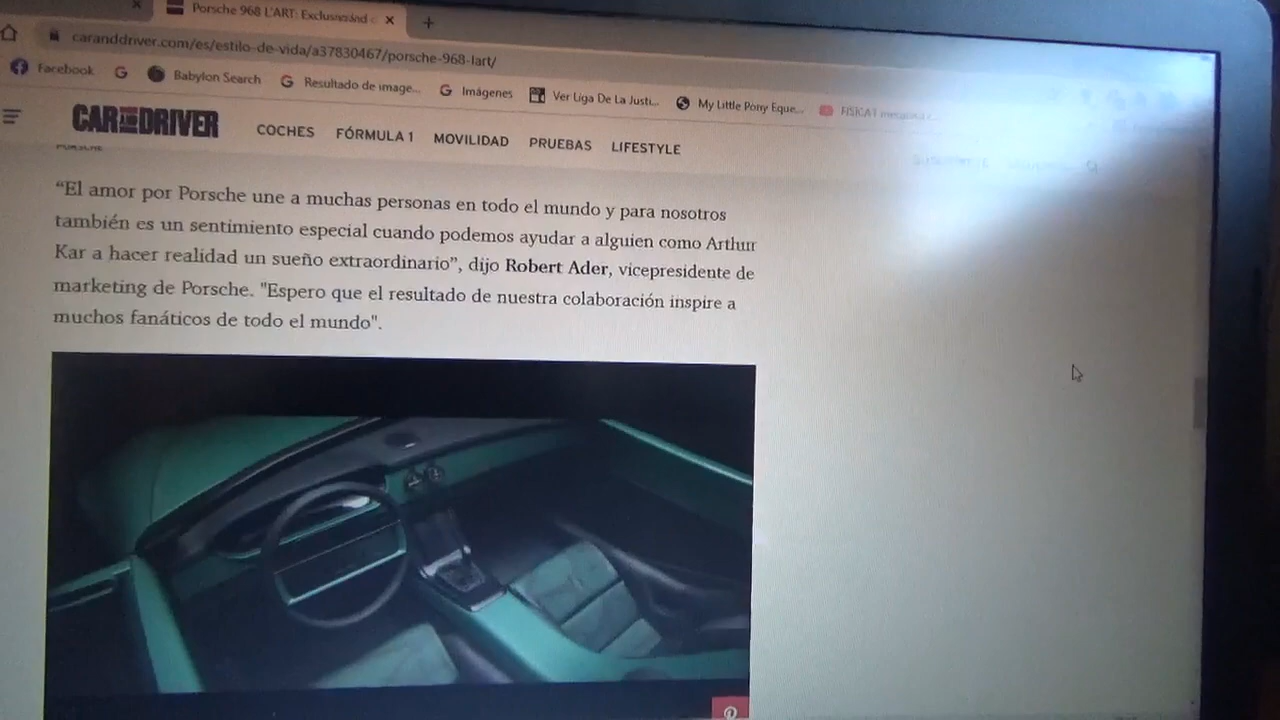 Porsche 968 L'ART: Exclusividad
caranddriver.com/es/estilo-de-vida/a37830467/porsche-968-lart/
Facebook
Babylon Search
Resultado de image...
Imágenes
Ver Liga De La Justi...
My Little Pony Eque...
FISICA I
CAR AND DRIVER
COCHES
FÓRMULA 1
MOVILIDAD
PRUEBAS
LIFESTYLE
“El amor por Porsche une a muchas personas en todo el mundo y para nosotros
también es un sentimiento especial cuando podemos ayudar a alguien como Arthur
Kar a hacer realidad un sueño extraordinario”, dijo Robert Ader, vicepresidente de
marketing de Porsche. "Espero que el resultado de nuestra colaboración inspire a
muchos fanáticos de todo el mundo".